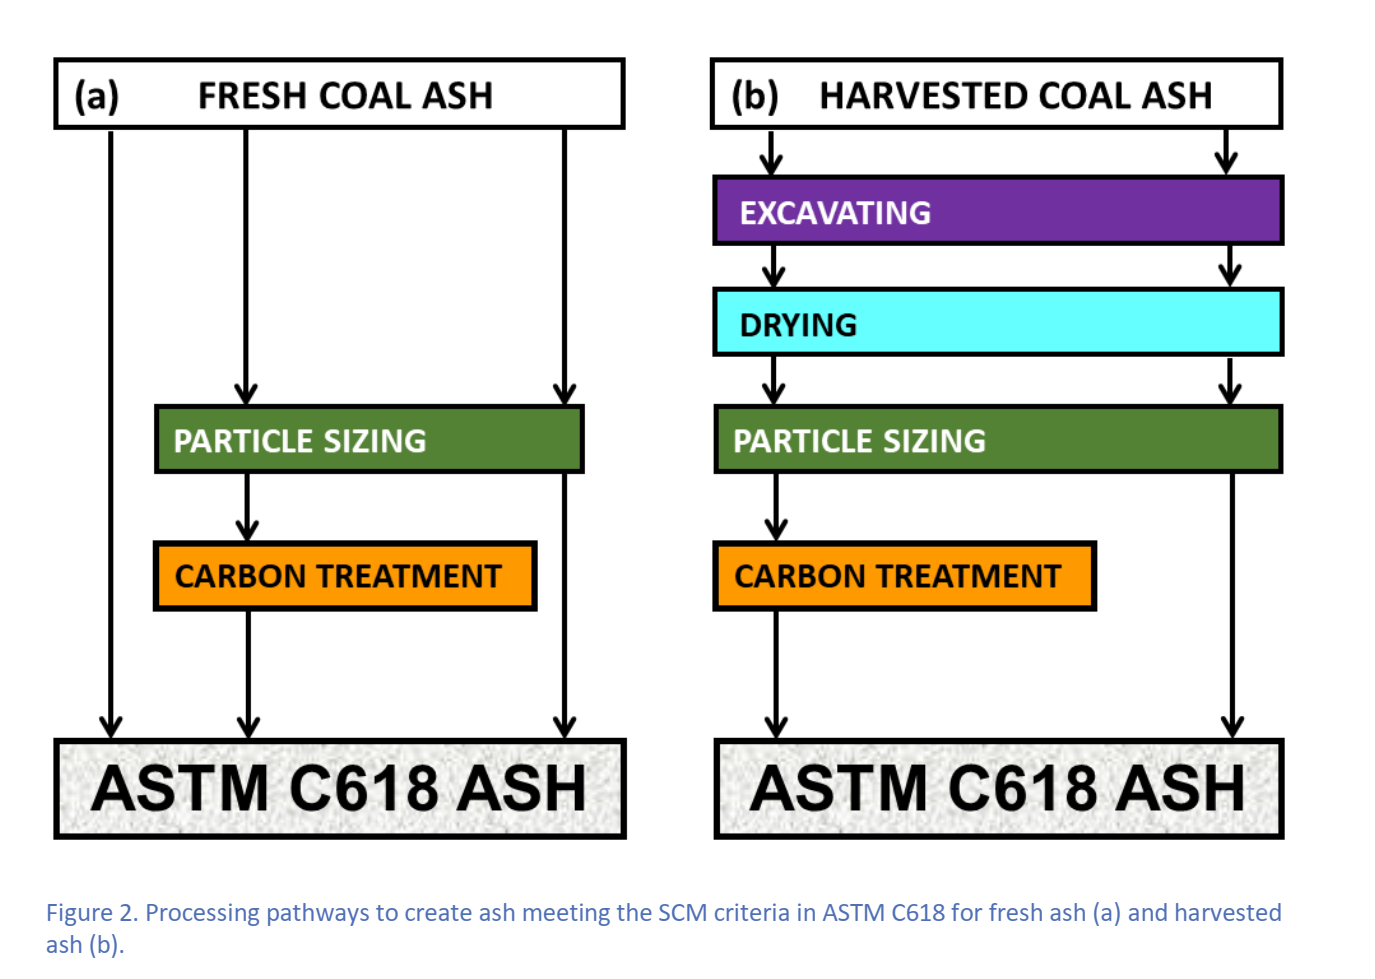 (a) FRESH COAL ASH
PARTICLE SIZING
CARBON TREATMENT
ASTM C618 ASH
(b) HARVESTED COAL ASH
EXCAVATING
DRYING
PARTICLE SIZING
CARBON TREATMENT
ASTM C618 ASH
Figure 2. Processing pathways to create ash meeting the SCM criteria in ASTM C618 for fresh ash (a) and harvested
ash (b).